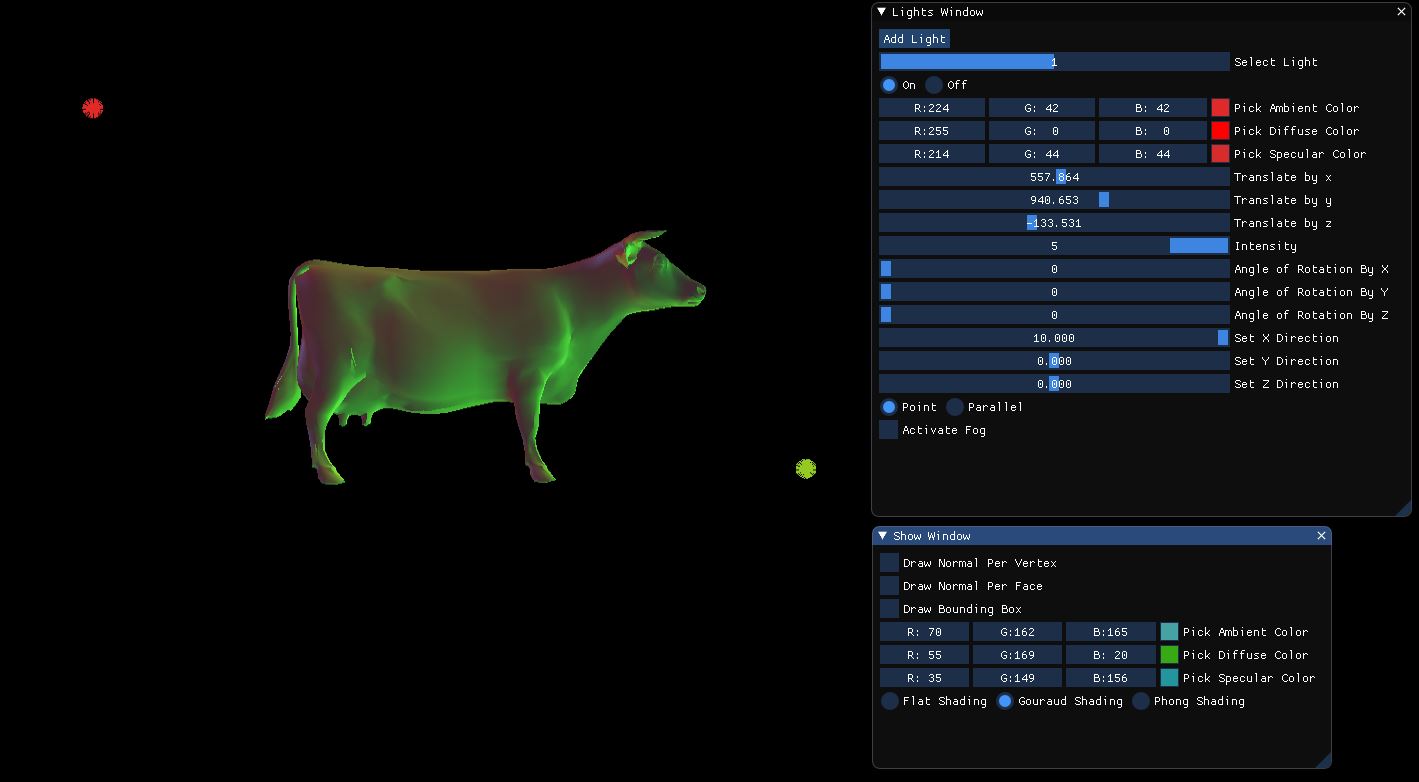 Lights Window
Add Light
1 Select Light
On Off
R:224 G: 42 B: 42 Pick Ambient Color
R:255 G: 0 B: 0 Pick Diffuse Color
R:214 G: 44 B: 44 Pick Specular Color
557.864 Translate by x
940.653 Translate by y
-133.531 Translate by z
5 Intensity
0 Angle of Rotation By X
0 Angle of Rotation By Y
0 Angle of Rotation By Z
10.000 Set X Direction
0.000 Set Y Direction
0.000 Set Z Direction
Point Parallel
Activate Fog
Show Window
Draw Normal Per Vertex
Draw Normal Per Face
Draw Bounding Box
R: 70 G:162 B:165 Pick Ambient Color
R: 55 G:169 B: 20 Pick Diffuse Color
R: 35 G:149 B:156 Pick Specular Color
Flat Shading Gouraud Shading Phong Shading